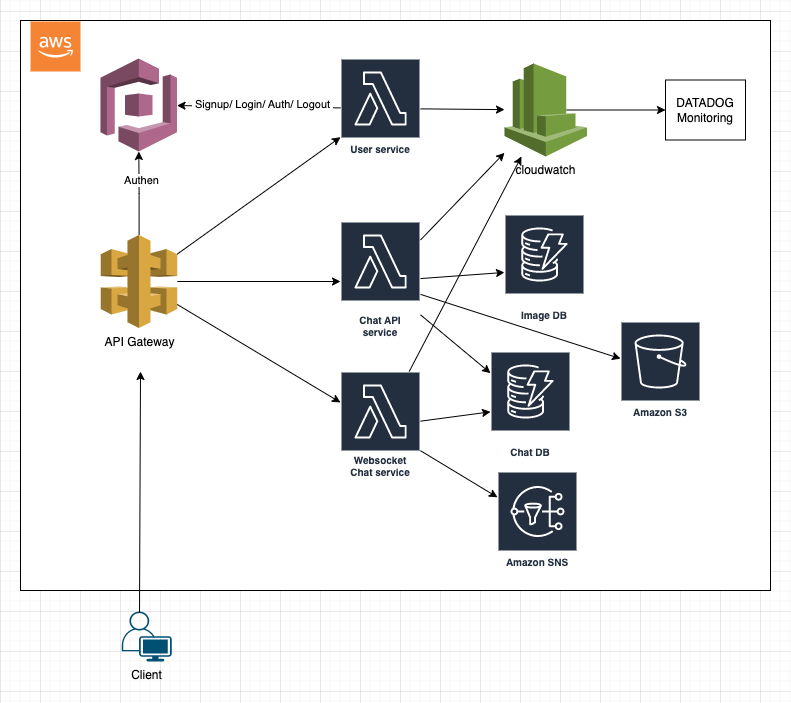 aws
Signup/ Login/ Auth/ Logout
DATADOG
Monitoring
User service
cloudwatch
Authen
API Gateway
Chat API
service
Image DB
Amazon S3
Websocket
Chat service
Chat DB
Amazon SNS
Client